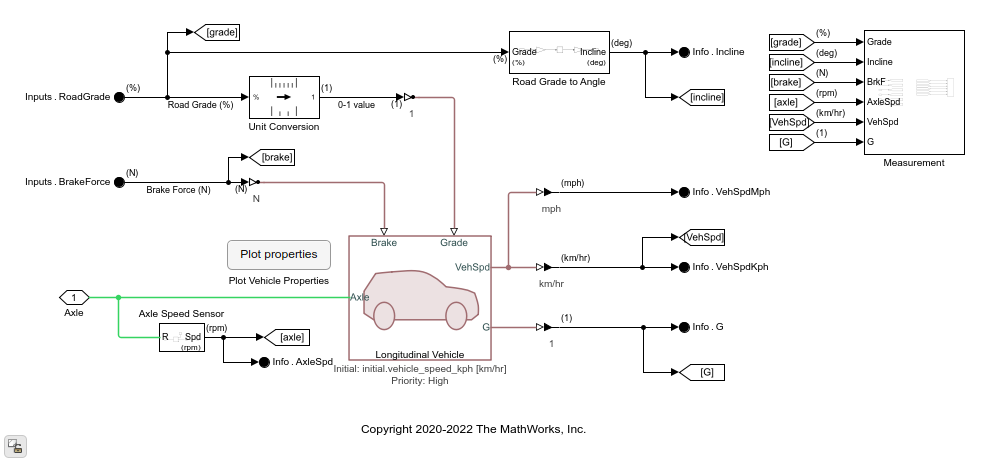 [grade]
(%)
Inputs . RoadGrade
Road Grade (%)
%
1
(1)
Unit Conversion
0-1 value
(1)
1
(%)
Grade
(%)
Incline
(deg)
Road Grade to Angle
(deg)
Info . Incline
[incline]
[grade]
(%)
Grade
[incline]
(deg)
Incline
[brake]
(N)
BrkF
[axle]
(rpm)
AxleSpd
[VehSpd]
(km/hr)
VehSpd
[G]
(1)
G
Measurement
[brake]
(N)
Inputs . BrakeForce
Brake Force (N)
(N)
N
Plot properties
Plot Vehicle Properties
Brake
Grade
VehSpd
Axle
G
Longitudinal Vehicle
Initial: initial.vehicle_speed_kph [km/hr]
Priority: High
(mph)
mph
Info . VehSpdMph
[VehSpd]
(km/hr)
km/hr
Info . VehSpdKph
(1)
1
Info . G
[G]
1
Axle
Axle Speed Sensor
R
Spd
(rpm)
(rpm)
[axle]
Info . AxleSpd
Copyright 2020-2022 The MathWorks, Inc.